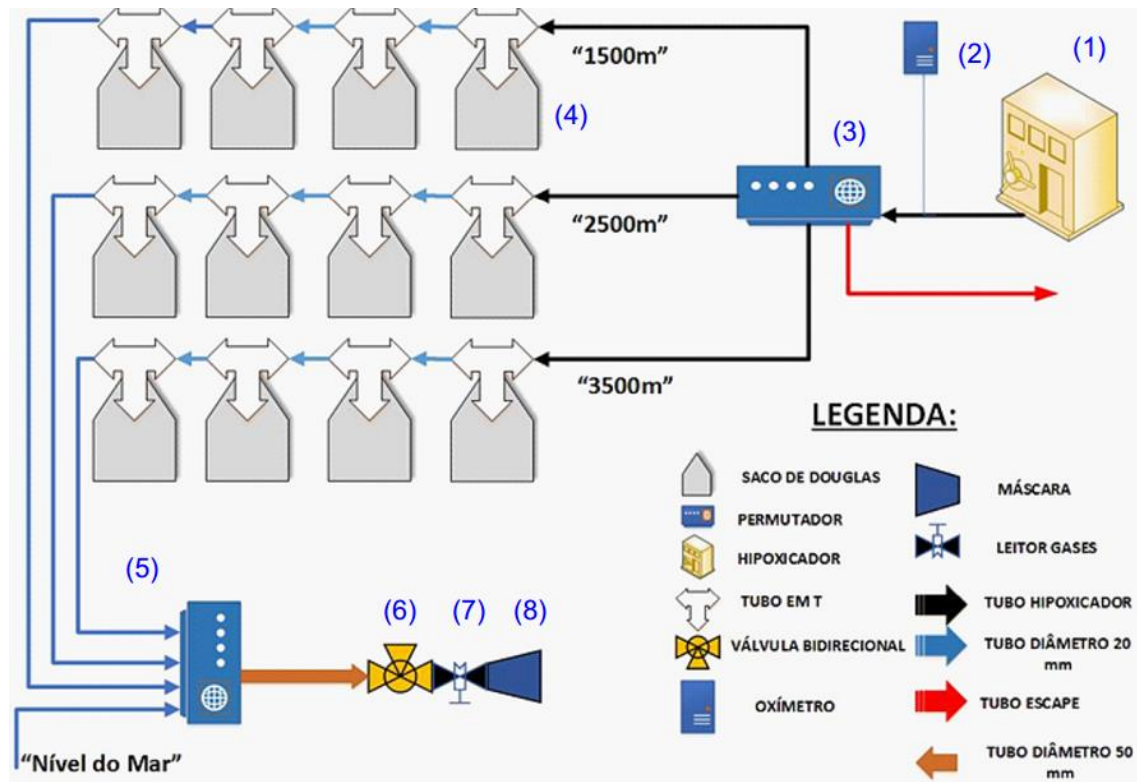 (1)
(2)
“1500m”
(4)
(3)
“2500m”
“3500m”
LEGENDA:
SACO DE DOUGLAS
MÁSCARA
PERMUTADOR
LEITOR GASES
HIPOXICADOR
TUBO EM T
TUBO HIPOXICADOR
VÁLVULA BIDIRECIONAL
TUBO DIÂMETRO 20
mm
OXÍMETRO
TUBO ESCAPE
TUBO DIÂMETRO 50
mm
(5)
(6)
(7)
(8)
“Nível do Mar”